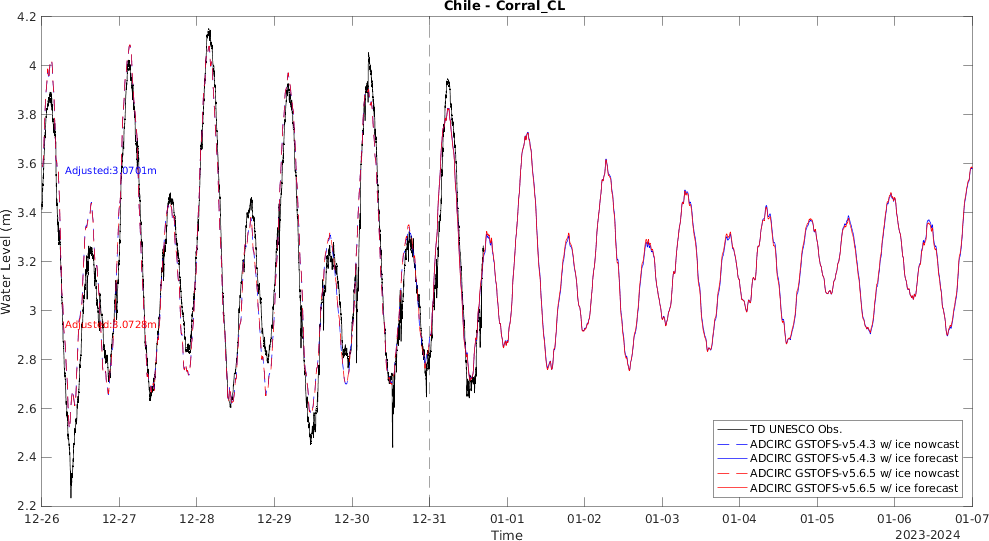 Chile - Corral_CL
Water Level (m)
4.2
4
3.8
3.6
3.4
3.2
3
2.8
2.6
2.4
2.2
Adjusted:3.0701m
Adjusted:3.0728m
TD UNESCO Obs.
ADCIRC GSTOFS-v5.4.3 w/ ice nowcast
ADCIRC GSTOFS-v5.4.3 w/ ice forecast
ADCIRC GSTOFS-v5.6.5 w/ ice nowcast
ADCIRC GSTOFS-v5.6.5 w/ ice forecast
12-26 12-27 12-28 12-29 12-30 12-31 01-01 01-02 01-03 01-04 01-05 01-06 01-07
Time
2023-2024